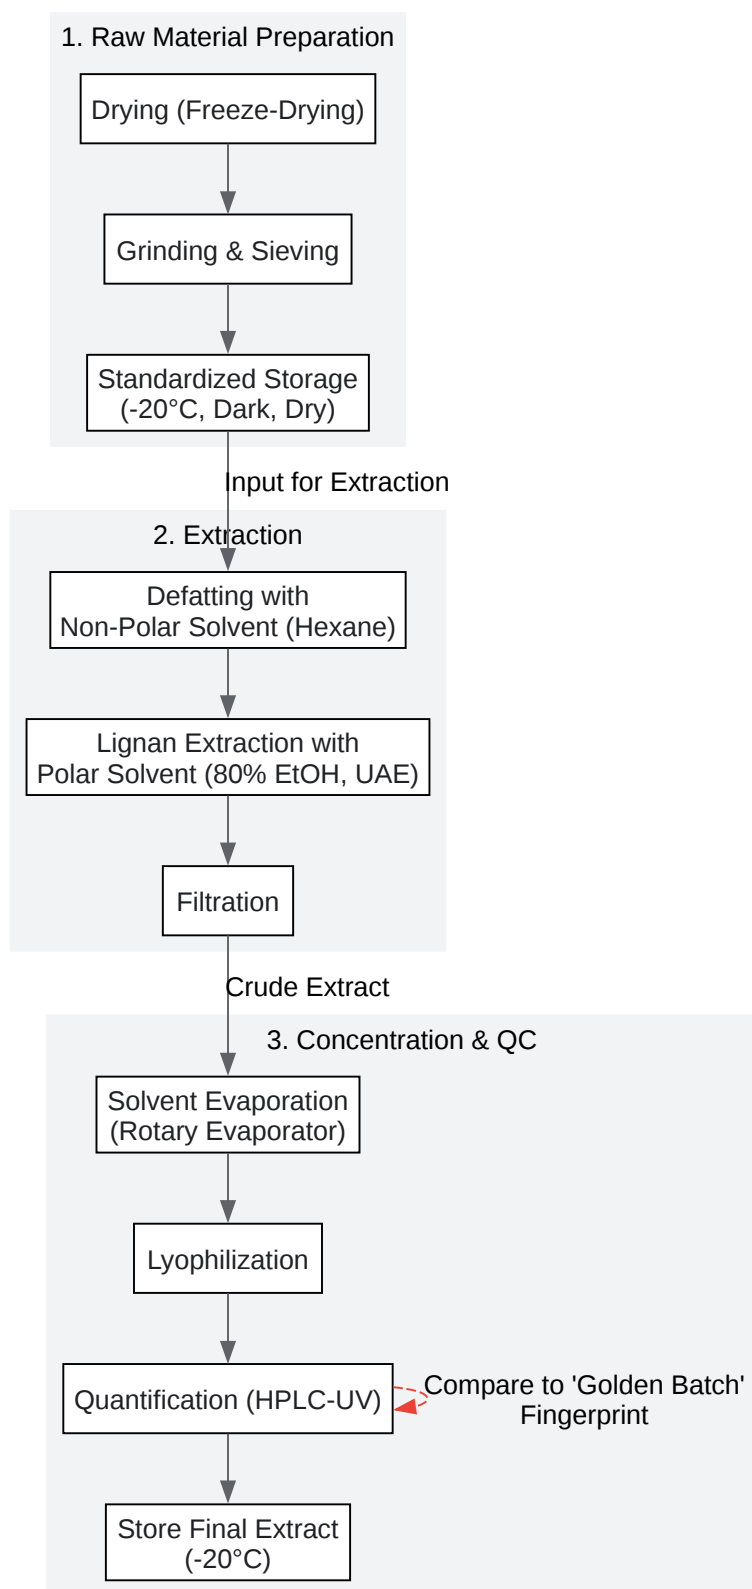 1. Raw Material Preparation
Drying (Freeze-Drying)
Grinding & Sieving
Standardized Storage
(-20°C, Dark, Dry)
Input for Extraction
2. Extraction
Defatting with
Non-Polar Solvent (Hexane)
Lignan Extraction with
Polar Solvent (80% EtOH, UAE)
Filtration
Crude Extract
3. Concentration & QC
Solvent Evaporation
(Rotary Evaporator)
Lyophilization
Quantification (HPLC-UV)
Compare to 'Golden Batch'
Fingerprint
Store Final Extract
(-20°C)